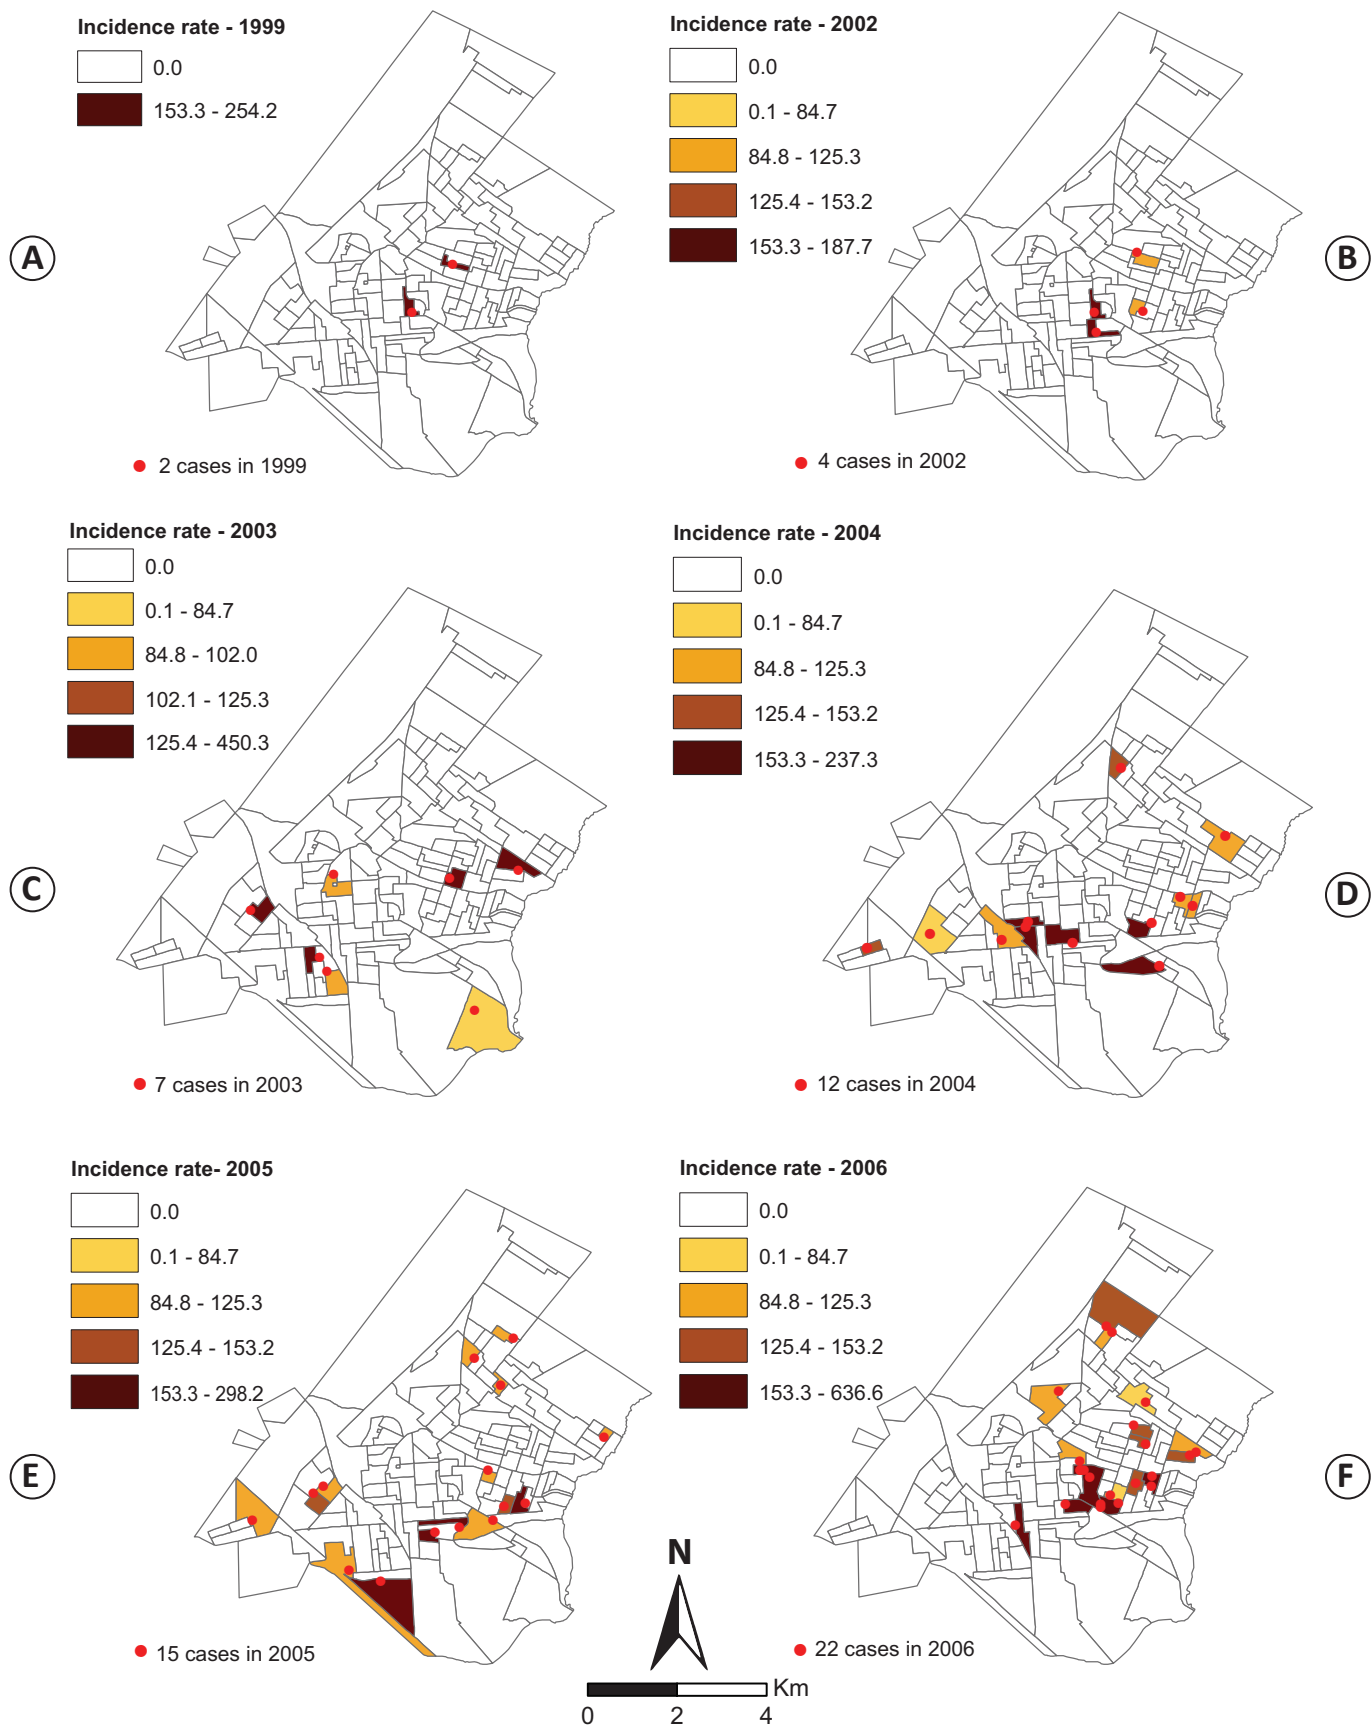 Incidence rate - 1999
0.0
153.3 - 254.2
A
2 cases in 1999
Incidence rate - 2002
0.0
0.1 - 84.7
84.8 - 125.3
125.4 - 153.2
153.3 - 187.7
B
4 cases in 2002
Incidence rate - 2003
0.0
0.1 - 84.7
84.8 - 102.0
102.1 - 125.3
125.4 - 450.3
C
7 cases in 2003
Incidence rate - 2004
0.0
0.1 - 84.7
84.8 - 125.3
125.4 - 153.2
153.3 - 237.3
D
12 cases in 2004
Incidence rate- 2005
0.0
0.1 - 84.7
84.8 - 125.3
125.4 - 153.2
153.3 - 298.2
E
15 cases in 2005
Incidence rate - 2006
0.0
0.1 - 84.7
84.8 - 125.3
125.4 - 153.2
153.3 - 636.6
F
22 cases in 2006
N
Km
0 2 4